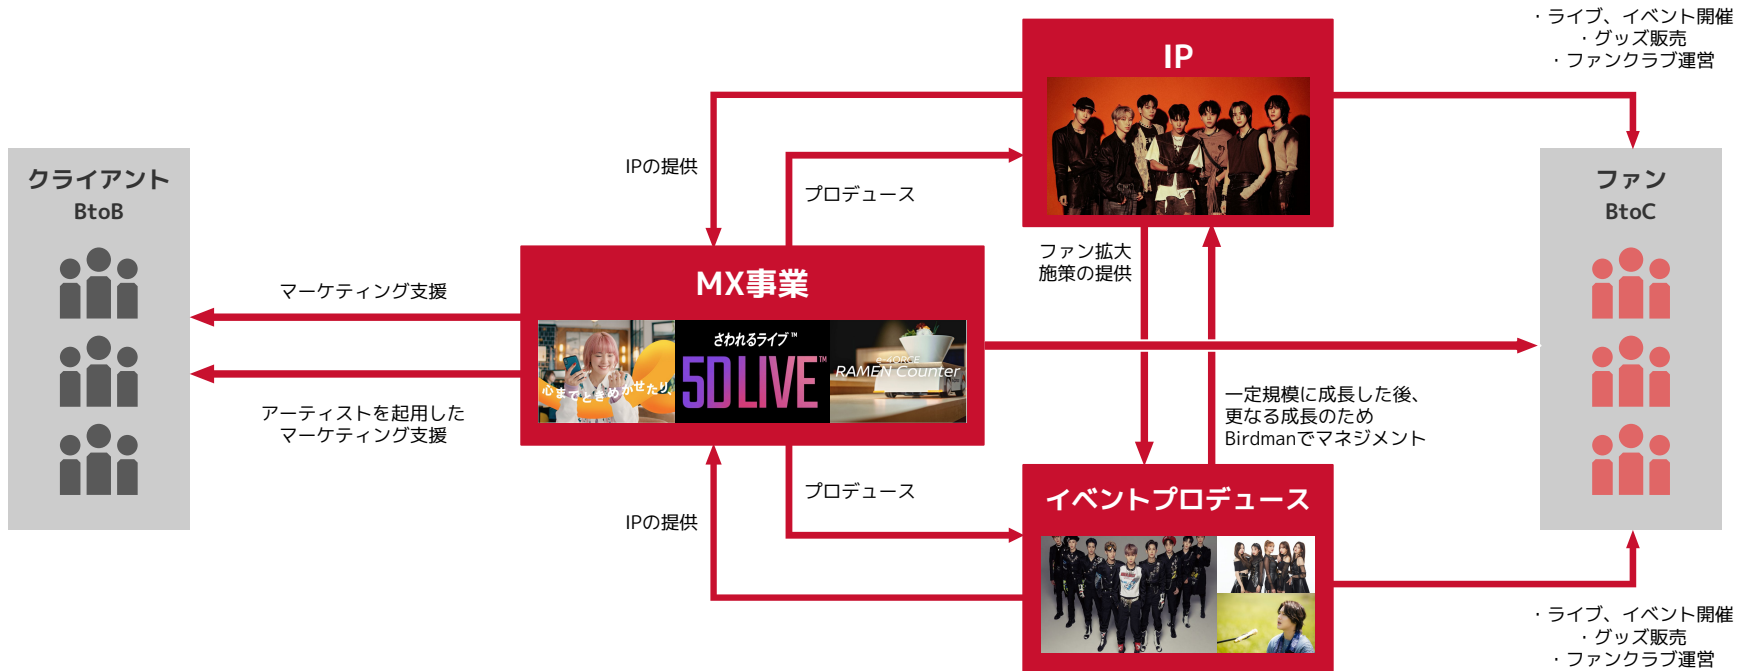 ・ライブ、イベント開催
・グッズ販売
・ファンクラブ運営
IP
IPの提供
プロデュース
クライアント
BtoB
ファン
BtoC
ファン拡大
施策の提供
MX事業
マーケティング支援
さわれるライブ™
5D LIVE™
e-4ORCE
RAMEN Counter
心までときめかせたり、
アーティストを起用した
マーケティング支援
一定規模に成長した後、
更なる成長のため
Birdmanでマネジメント
プロデュース
IPの提供
イベントプロデュース
・ライブ、イベント開催
・グッズ販売
・ファンクラブ運営